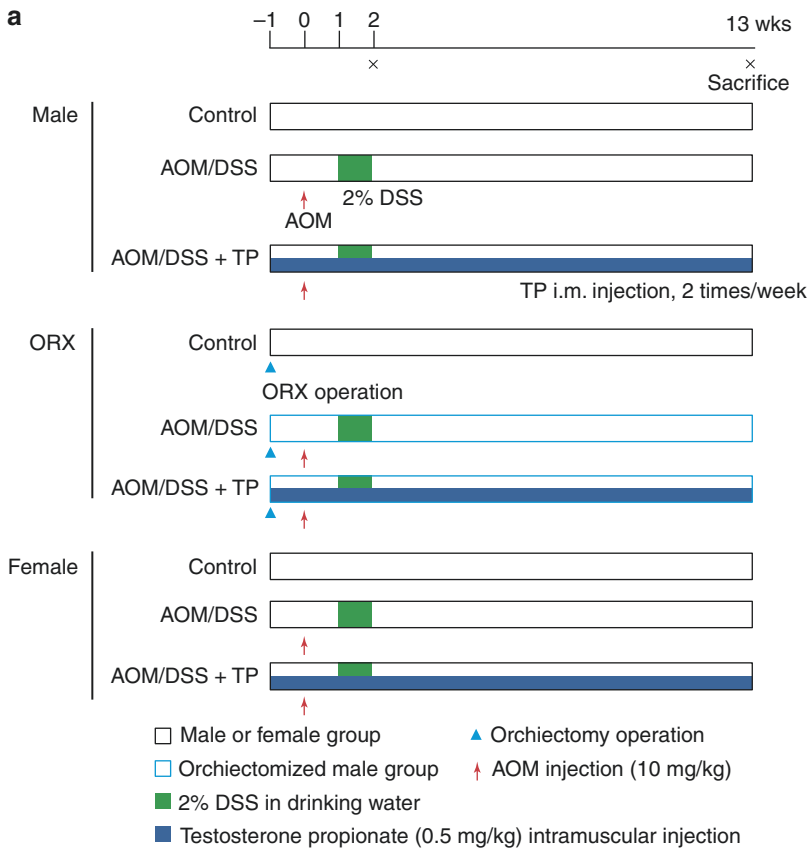 a
–1 0 1 2 13 wks
× ×
Sacrifice
Male Control
AOM/DSS
2% DSS
AOM
AOM/DSS + TP
TP i.m. injection, 2 times/week
ORX Control
ORX operation
AOM/DSS
AOM/DSS + TP
Female Control
AOM/DSS
AOM/DSS + TP
Male or female group
Orchiectomy operation
Orchiectomized male group
AOM injection (10 mg/kg)
2% DSS in drinking water
Testosterone propionate (0.5 mg/kg) intramuscular injection